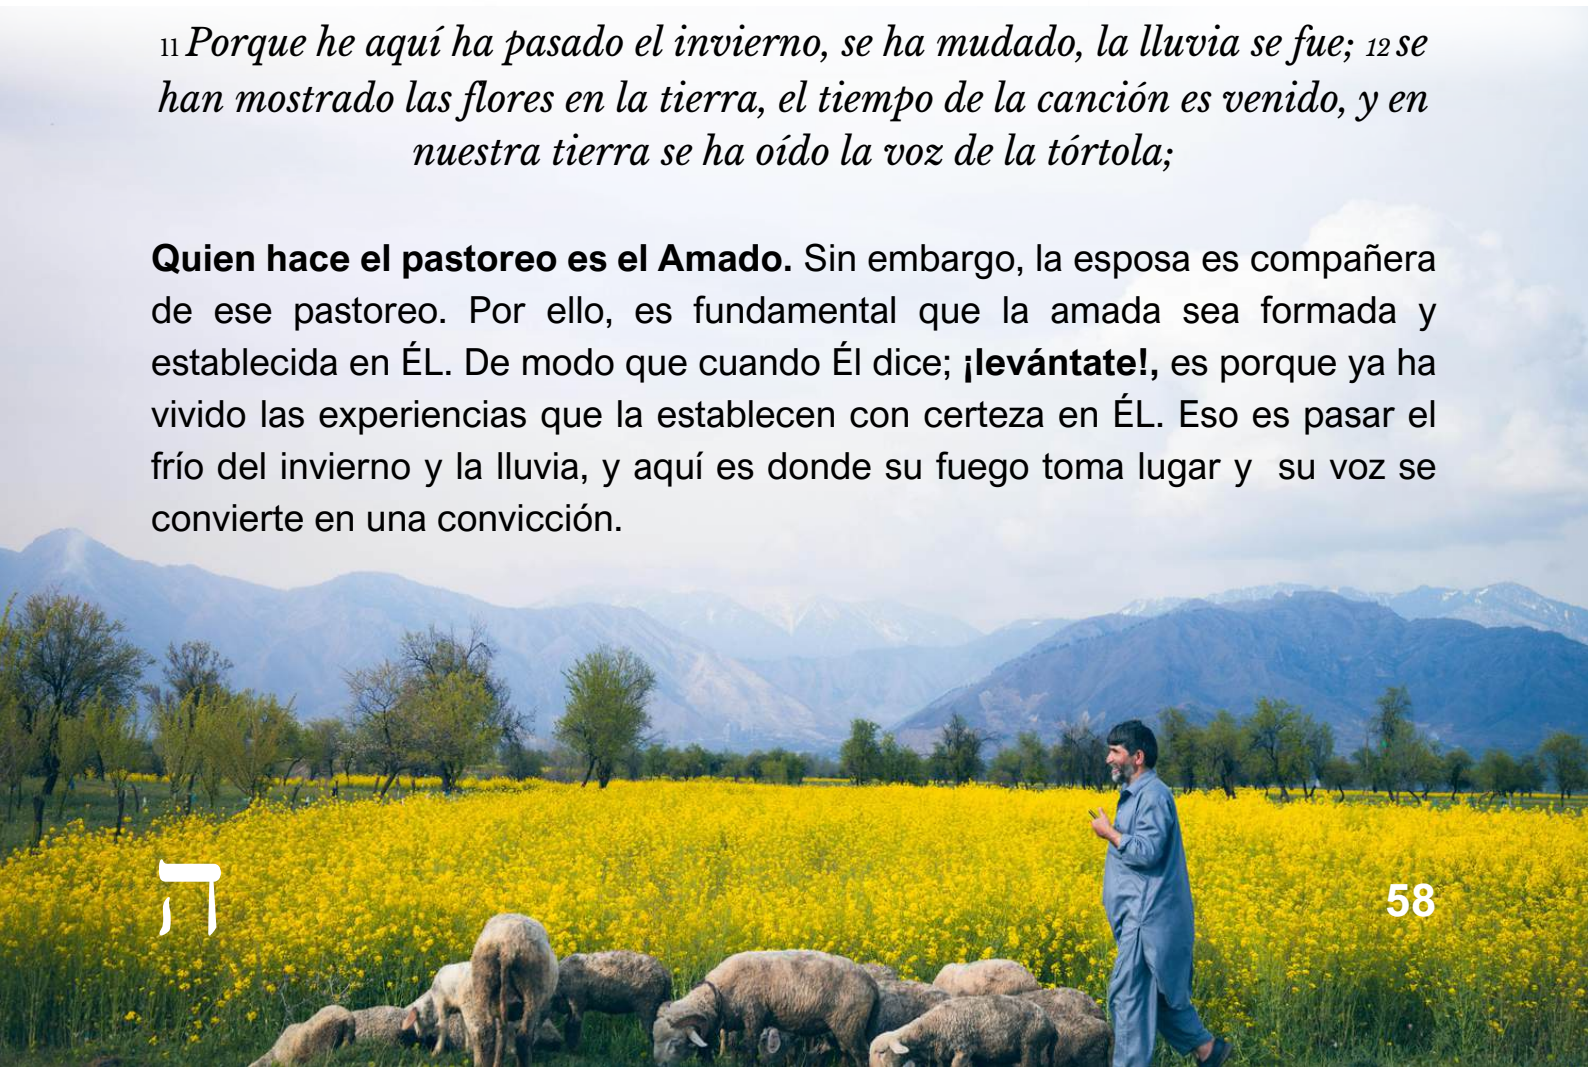 11 Porque he aquí ha pasado el invierno, se ha mudado, la lluvia se fue; 12 se
han mostrado las flores en la tierra, el tiempo de la canción es venido, y en
nuestra tierra se ha oído la voz de la tórtola;
Quien hace el pastoreo es el Amado. Sin embargo, la esposa es compañera
de ese pastoreo. Por ello, es fundamental que la amada sea formada y
establecida en ÉL. De modo que cuando Él dice; ¡levántate!, es porque ya ha
vivido las experiencias que la establecen con certeza en ÉL. Eso es pasar el
frío del invierno y la lluvia, y aquí es donde su fuego toma lugar y su voz se
convierte en una convicción.
ה
58